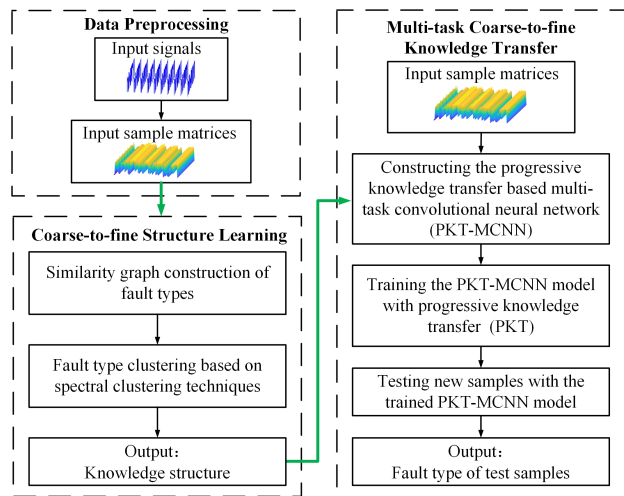 Data Preprocessing
Input signals
Input sample matrices
Coarse-to-fine Structure Learning
Similarity graph construction of
fault types
Fault type clustering based on
spectral clustering techniques
Output:
Knowledge structure
Multi-task Coarse-to-fine
Knowledge Transfer
Input sample matrices
Constructing the progressive
knowledge transfer based multi-
task convolutional neural network
(PKT-MCNN)
Training the PKT-MCNN model
with progressive knowledge
transfer (PKT)
Testing new samples with the
trained PKT-MCNN model
Output:
Fault type of test samples